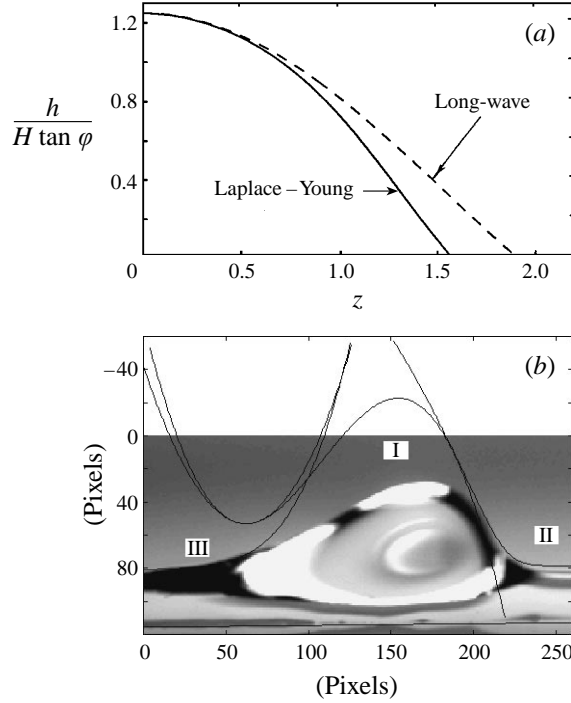 (a)
1.2
0.8
0.4
h
H tan φ
Long-wave
Laplace – Young
0
0.5
1.0
1.5
2.0
z
(b)
−40
0
40
80
(Pixels)
I
II
III
0
50
100
150
200
250
(Pixels)